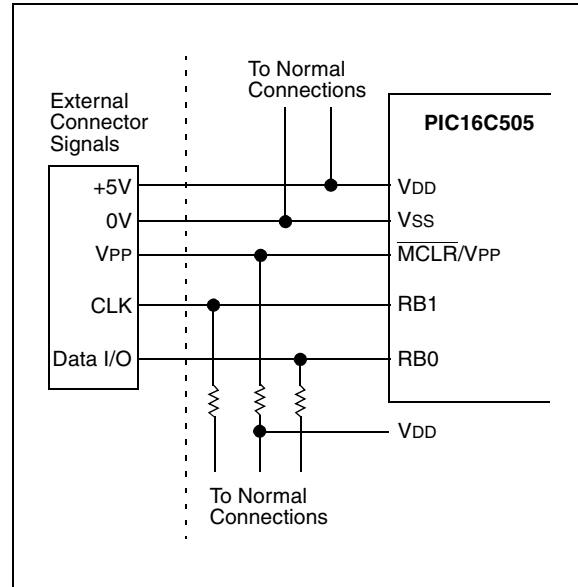 To Normal
Connections
External
Connector
Signals
PIC16C505
+5V
VDD
0V
VSS
VPP
MCLR/VPP
CLK
RB1
Data I/O
RB0
VDD
To Normal
Connections